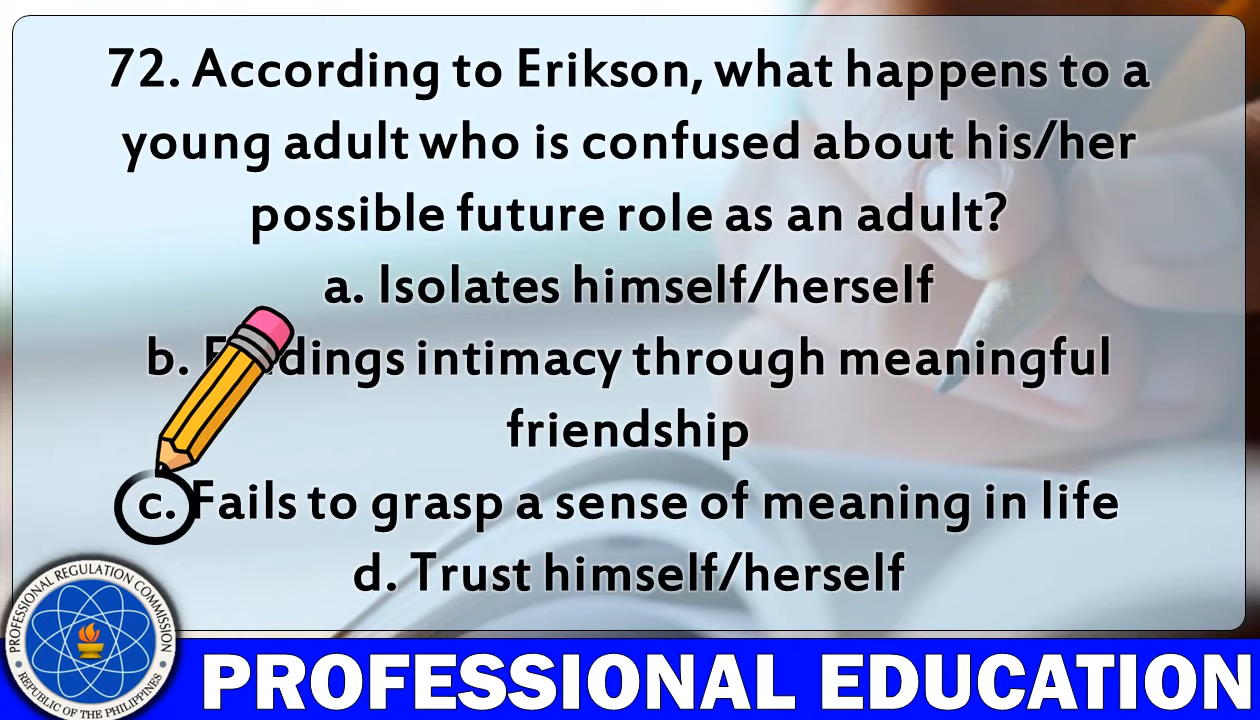 72. According to Erikson, what happens to a
young adult who is confused about his/her
possible future role as an adult?
a. Isolates himself/herself
b. intimacy through meaningful
friendship
c. Fails to grasp a sense of meaning in life
d. Trust himself/herself
PROFESSIONAL REGULATION COMMISSION
REPUBLIC OF THE PHILIPPINES
PROFESSIONAL EDUCATION